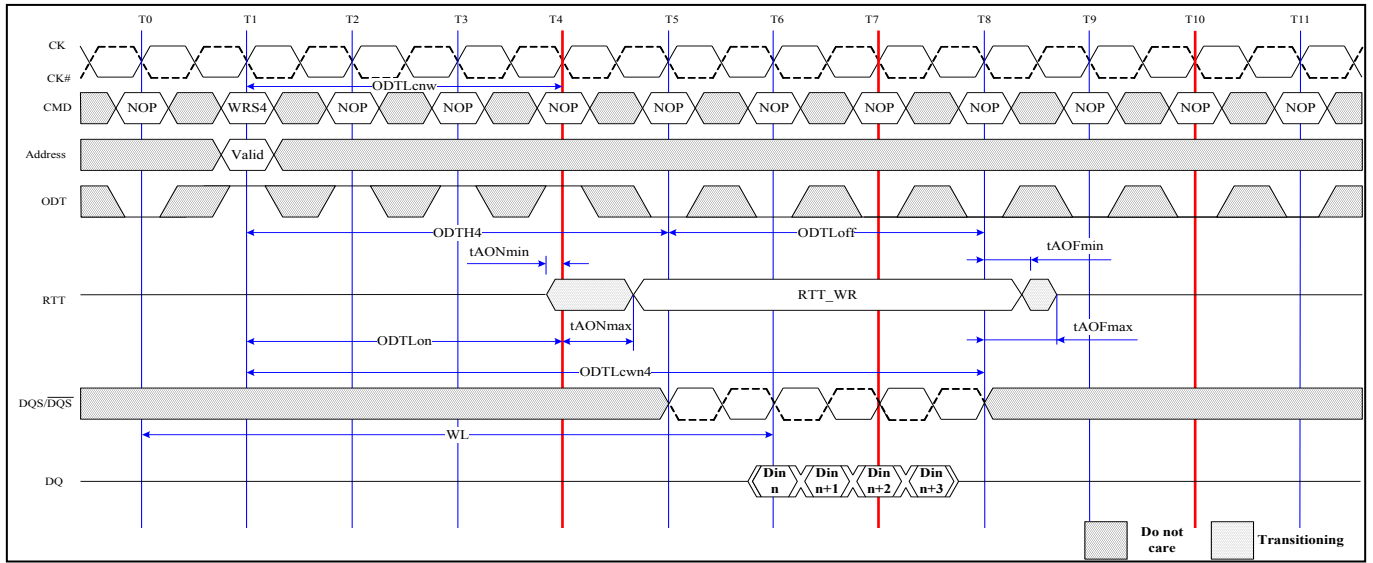 T0 T1 T2 T3 T4 T5 T6 T7 T8 T9 T10 T11
CK
CK#
ODTLcnw
CMD NOP WRS4 NOP NOP NOP NOP NOP NOP NOP NOP NOP NOP
Address Valid
ODT
ODTH4 ODTLoff
tAONmin tAOFmin
RTT RTT_WR
tAONmax tAOFmax
ODTLon
ODTLcwn4
DQS/DQS
WL
DQ Din n Din n+1 Din n+2 Din n+3
Do not care Transitioning